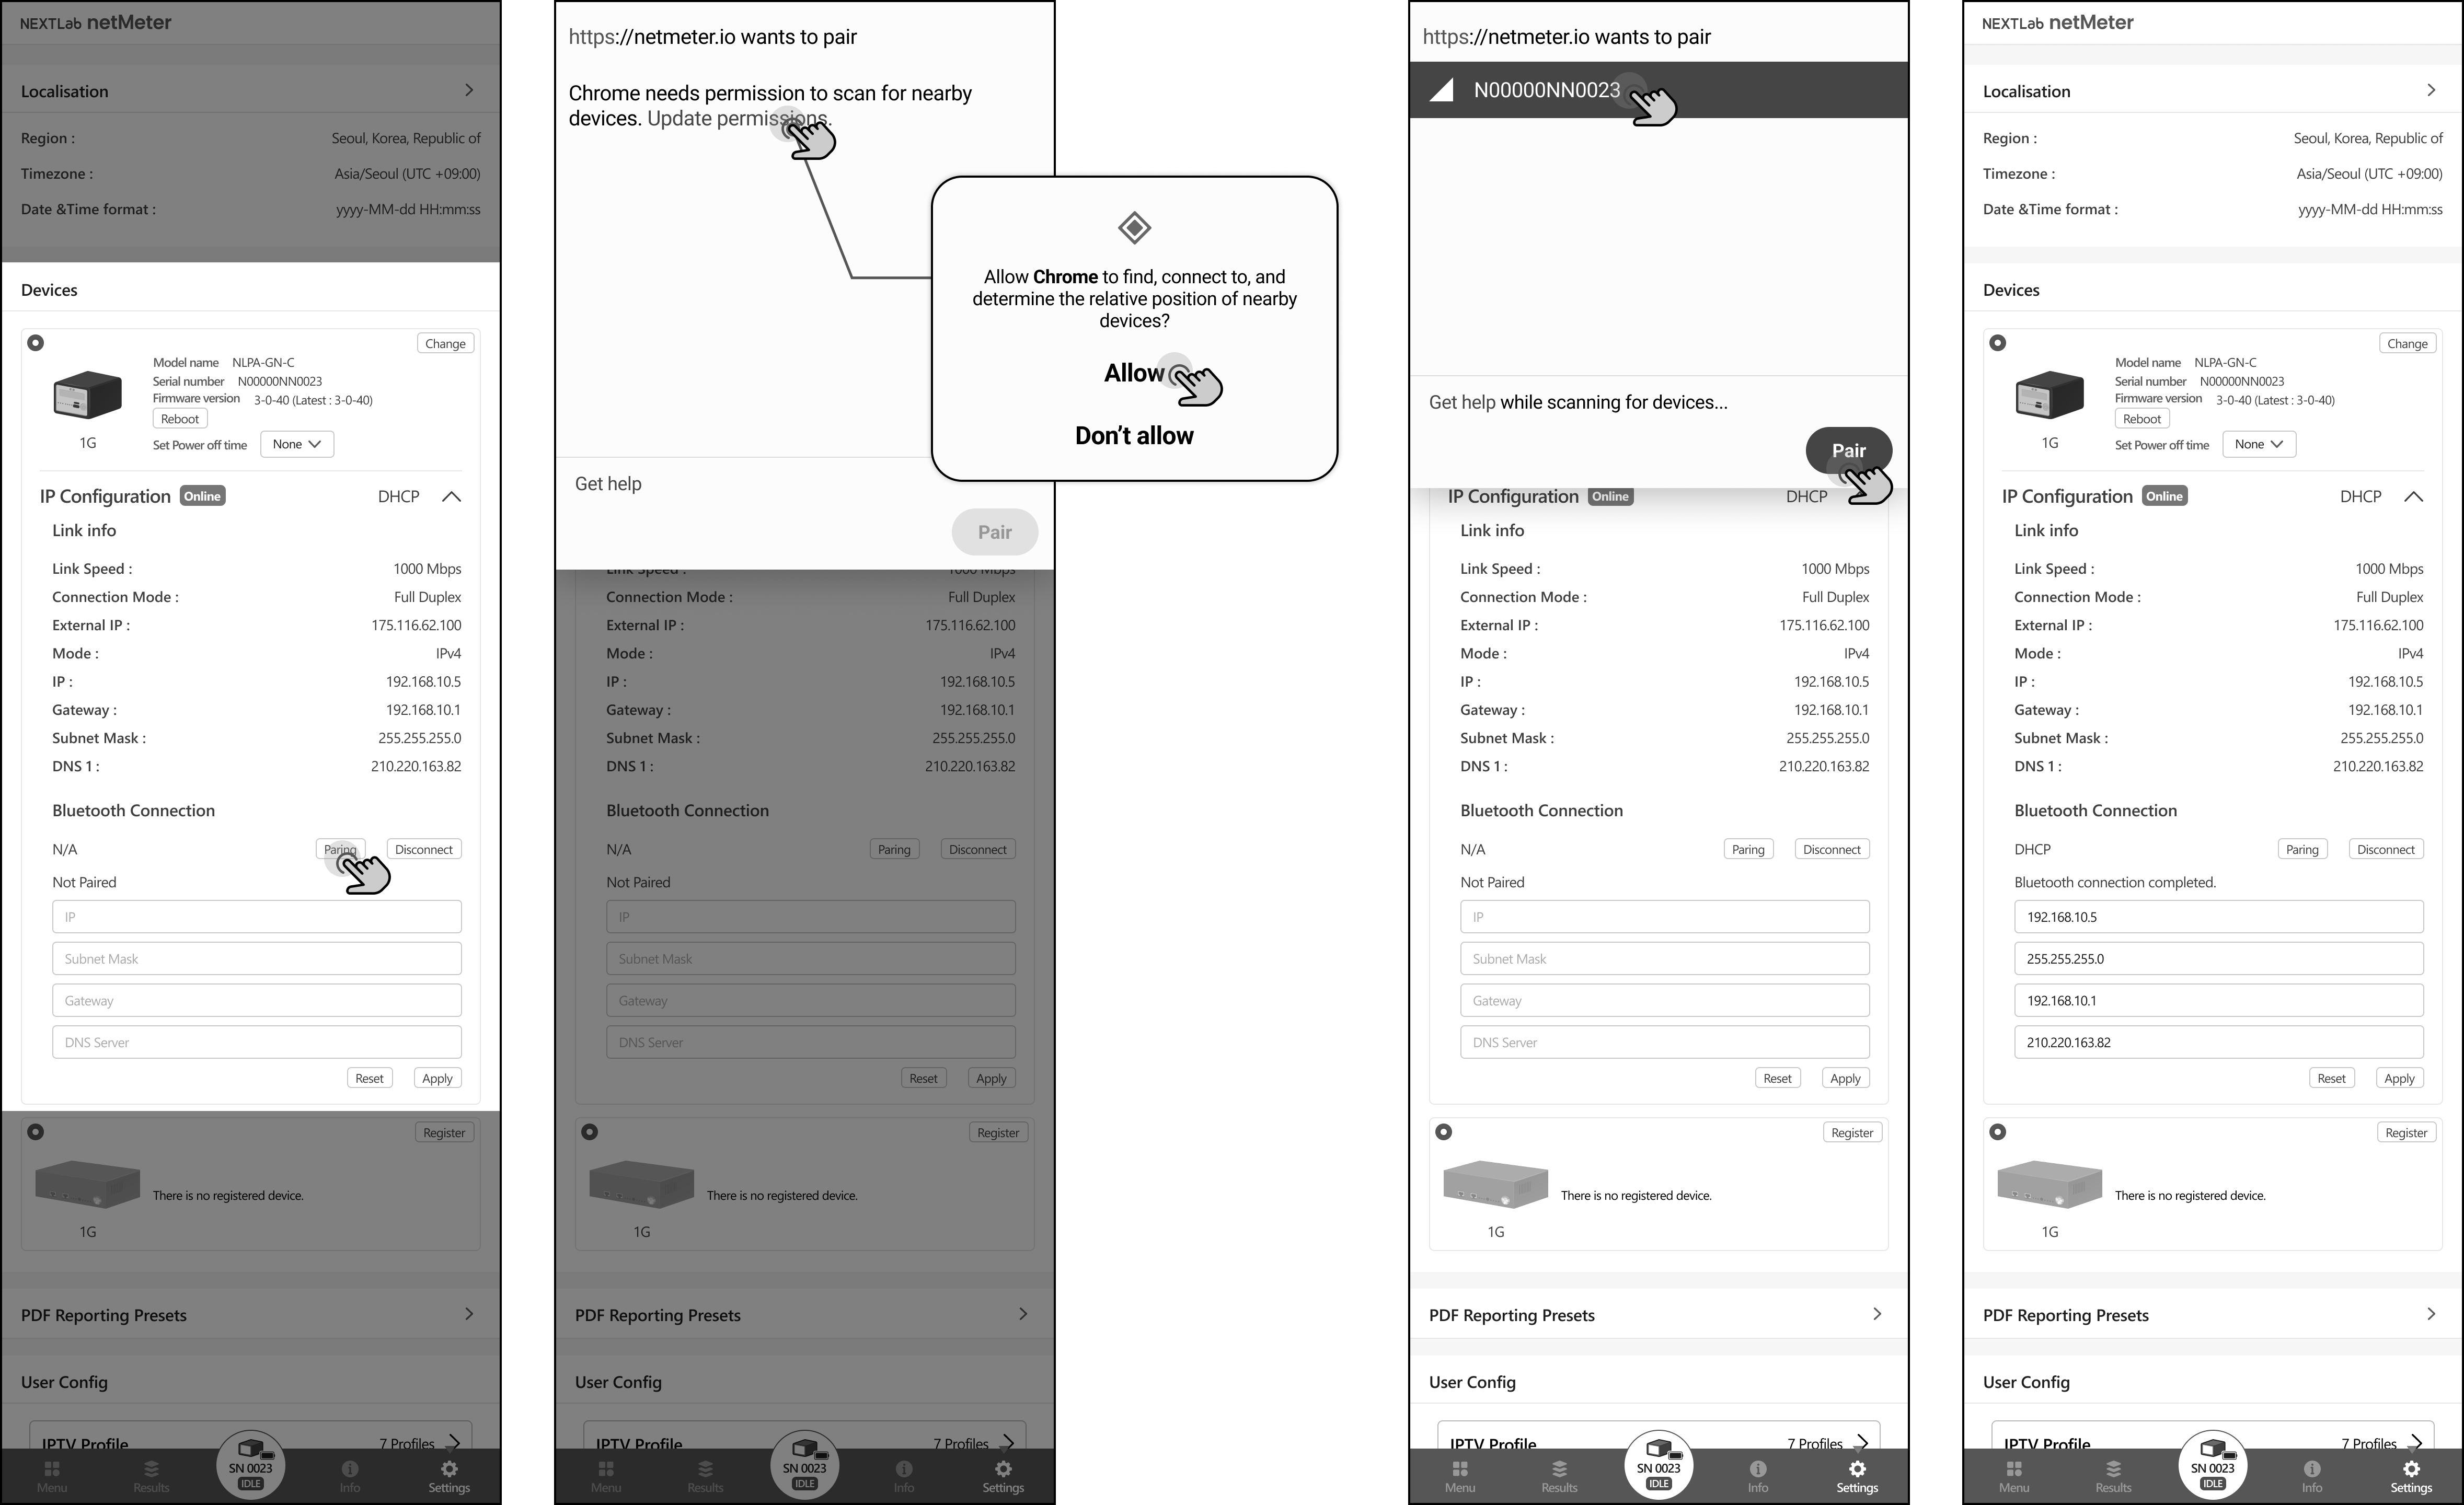 NEXTLab netMeter
Localisation
Region : Seoul, Korea, Republic of
Timezone : Asia/Seoul (UTC +09:00)
Date &Time format : yyyy-MM-dd HH:mm:ss
Devices
Change
Model name NLPA-GN-C
Serial number N00000NN0023
Firmware version 3-0-40 (Latest : 3-0-40)
Reboot
1G
Set Power off time None
IP Configuration Online DHCP
Link info
Link Speed : 1000 Mbps
Connection Mode : Full Duplex
External IP : 175.116.62.100
Mode : IPv4
IP : 192.168.10.5
Gateway : 192.168.10.1
Subnet Mask : 255.255.255.0
DNS 1 : 210.220.163.82
Bluetooth Connection
N/A Paring Disconnect
Not Paired
IP
Subnet Mask
Gateway
DNS Server
Reset Apply
Register
There is no registered device.
1G
PDF Reporting Presets
User Config
IPTV Profile 7 Profiles
SN 0023
IDLE
Menu Results Info Settings
https://netmeter.io wants to pair
Chrome needs permission to scan for nearby
devices. Update permissions.
Get help
Pair
Link Speed : 1000 Mbps
Connection Mode : Full Duplex
External IP : 175.116.62.100
Mode : IPv4
IP : 192.168.10.5
Gateway : 192.168.10.1
Subnet Mask : 255.255.255.0
DNS 1 : 210.220.163.82
Bluetooth Connection
N/A Paring Disconnect
Not Paired
IP
Subnet Mask
Gateway
DNS Server
Reset Apply
Register
There is no registered device.
1G
PDF Reporting Presets
User Config
IPTV Profile 7 Profiles
SN 0023
IDLE
Menu Results Info Settings
Allow Chrome to find, connect to, and
determine the relative position of nearby
devices?
Allow
Don't allow
https://netmeter.io wants to pair
N00000NN0023
Get help while scanning for devices...
Pair
IP Configuration Online DHCP
Link info
Link Speed : 1000 Mbps
Connection Mode : Full Duplex
External IP : 175.116.62.100
Mode : IPv4
IP : 192.168.10.5
Gateway : 192.168.10.1
Subnet Mask : 255.255.255.0
DNS 1 : 210.220.163.82
Bluetooth Connection
N/A Paring Disconnect
Not Paired
IP
Subnet Mask
Gateway
DNS Server
Reset Apply
Register
There is no registered device.
1G
PDF Reporting Presets
User Config
IPTV Profile 7 Profiles
SN 0023
IDLE
Menu Results Info Settings
NEXTLab netMeter
Localisation
Region : Seoul, Korea, Republic of
Timezone : Asia/Seoul (UTC +09:00)
Date &Time format : yyyy-MM-dd HH:mm:ss
Devices
Change
Model name NLPA-GN-C
Serial number N00000NN0023
Firmware version 3-0-40 (Latest : 3-0-40)
Reboot
1G
Set Power off time None
IP Configuration Online DHCP
Link info
Link Speed : 1000 Mbps
Connection Mode : Full Duplex
External IP : 175.116.62.100
Mode : IPv4
IP : 192.168.10.5
Gateway : 192.168.10.1
Subnet Mask : 255.255.255.0
DNS 1 : 210.220.163.82
Bluetooth Connection
DHCP Paring Disconnect
Bluetooth connection completed.
192.168.10.5
255.255.255.0
192.168.10.1
210.220.163.82
Reset Apply
Register
There is no registered device.
1G
PDF Reporting Presets
User Config
IPTV Profile 7 Profiles
SN 0023
IDLE
Menu Results Info Settings